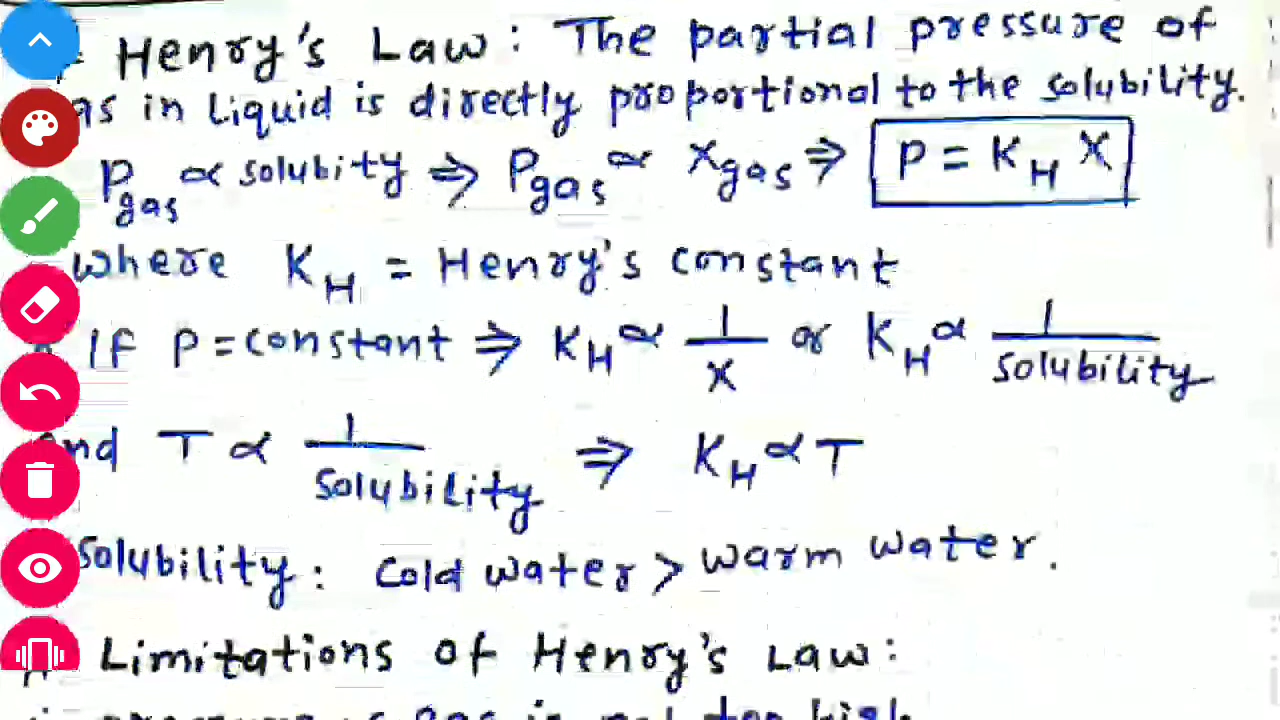 Henry's Law: The partial pressure of
as in Liquid is directly proportional to the solubility.
P gas ∝ solubity ⇒ P gas ∝ x gas ⇒ P = K H X
where K H = Henry's constant
If P = constant ⇒ K H ∝ 1/X or K H ∝ 1/solubility
and T ∝ 1/Solubility ⇒ K H ∝ T
Solubility: Cold water > warm water.
Limitations of Henry's Law: